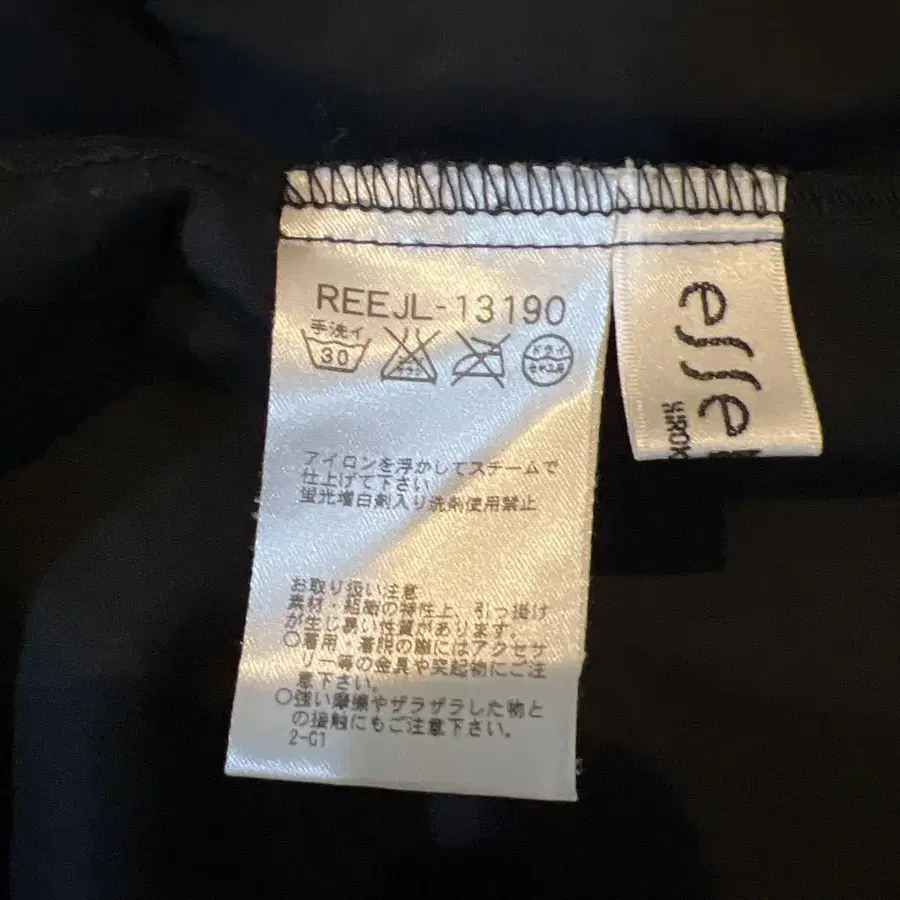 REEJL-13190
手洗イ
30
ドライ
アイロンを浮かしてスチームで
仕上げて下さい
蛍光増白剤入り洗剤使用禁止
お取り扱い注意
素材・組織の特性上、引っ掛け
が生じ易い性質があります。
○着用・着脱の際にはアクセサ
リー等の金具や突起物にご注
意下さい。
○強い摩擦やザラザラした物と
の接触にもご注意下さい。
2-G1
esse
HIROK